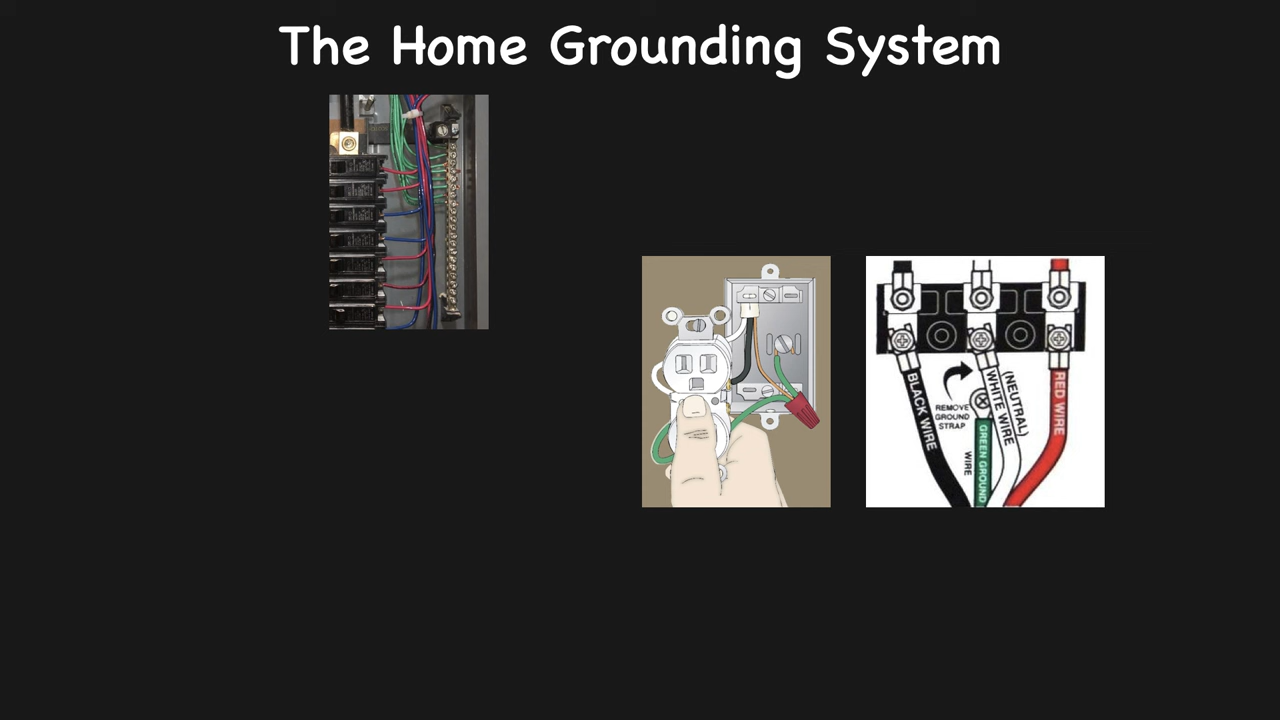 The Home Grounding System
BLACK WIRE
REMOVE
GROUND
STRAP
WIRE
GREEN GROUND
WHITE WIRE
(NEUTRAL)
RED WIRE